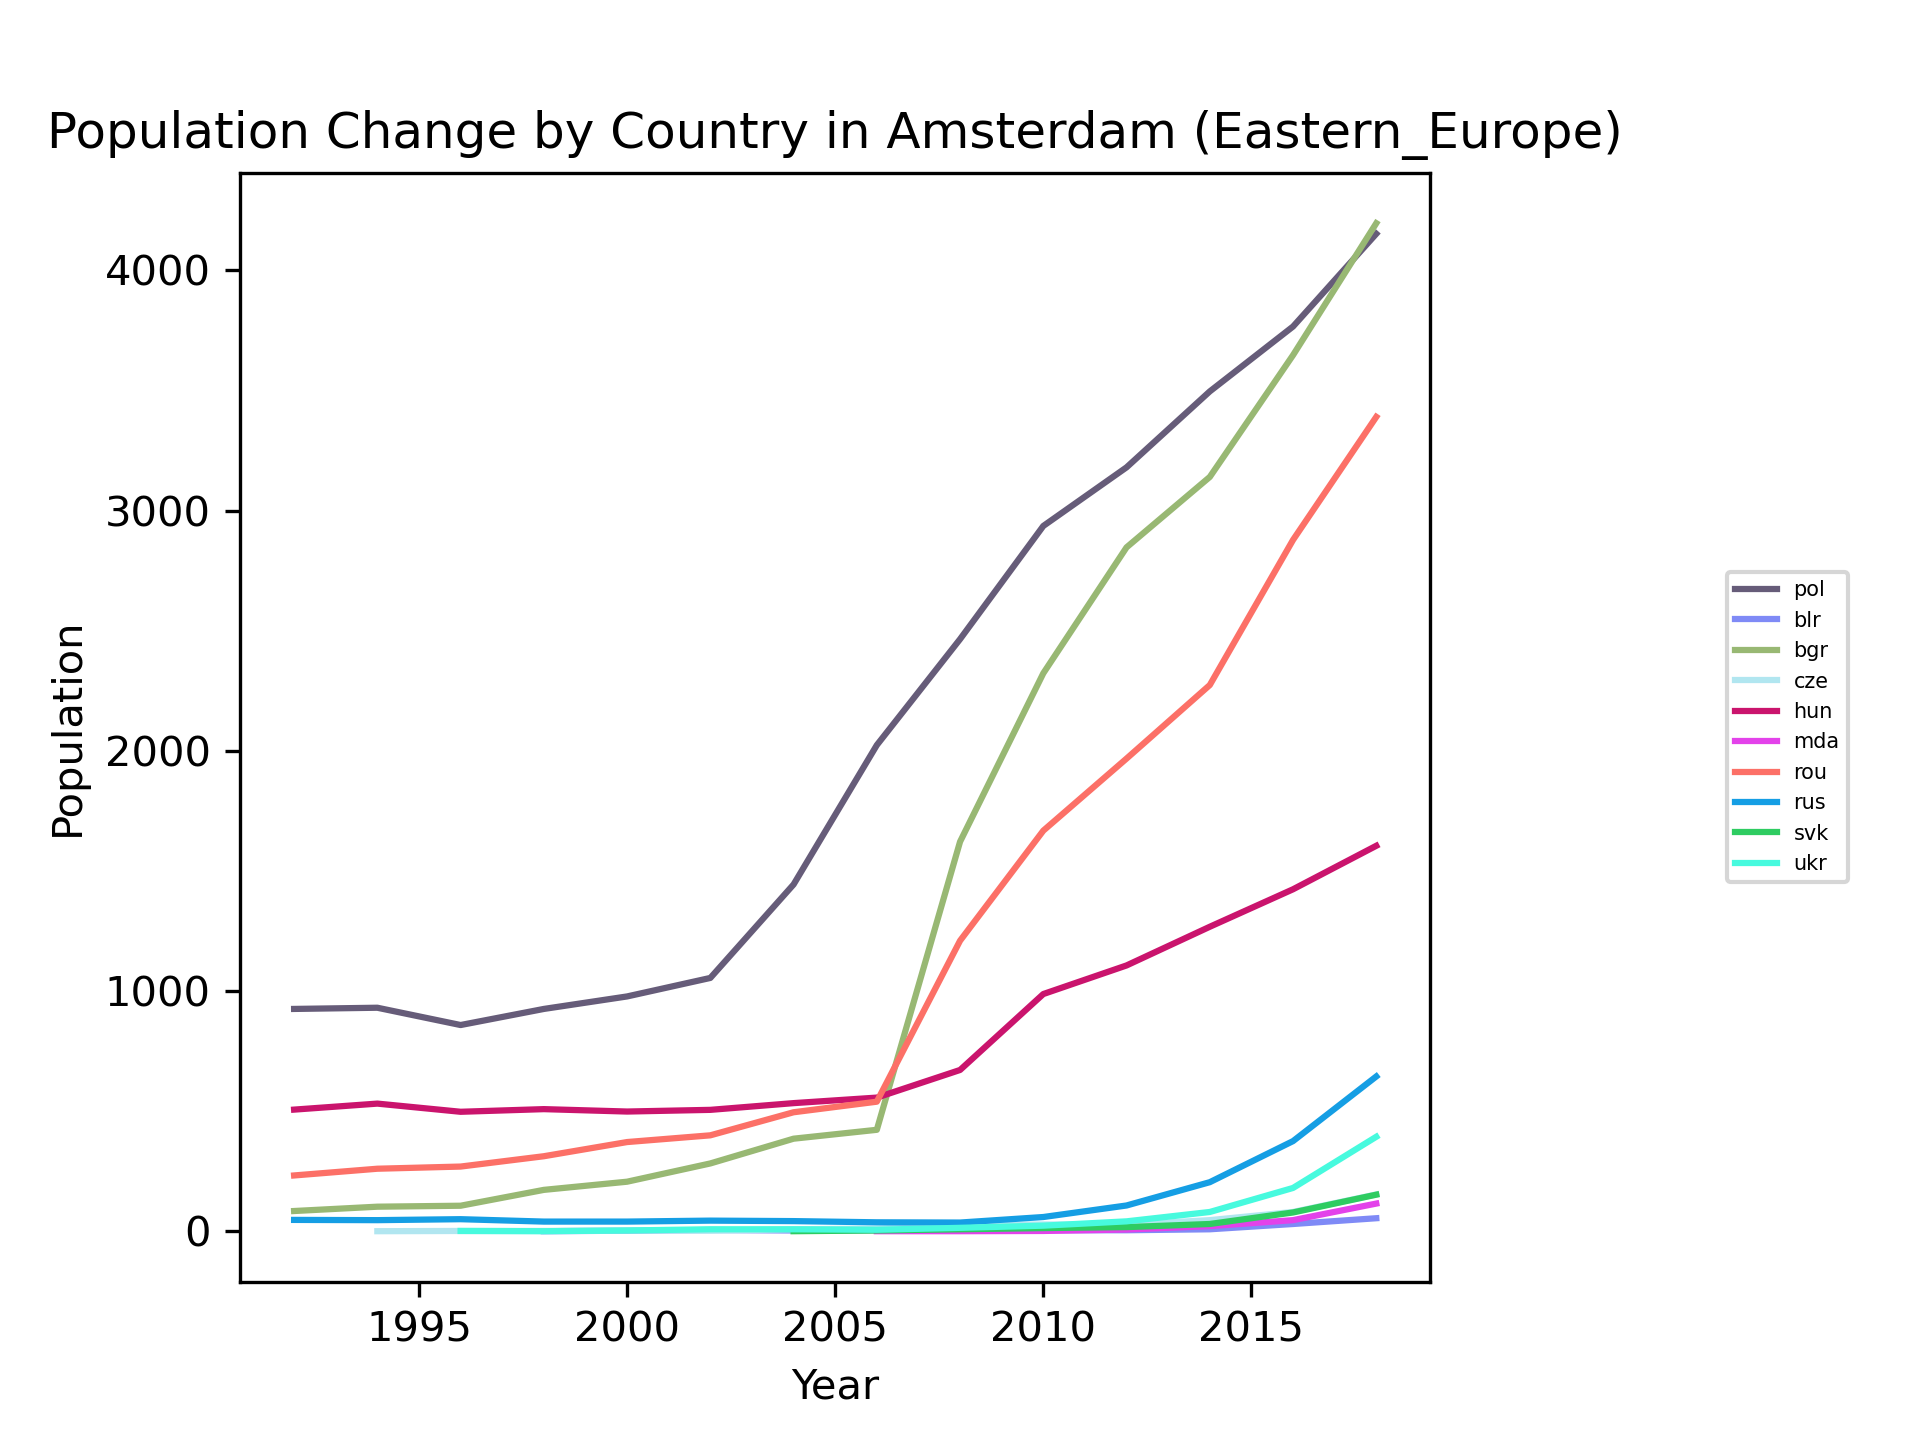 Population Change by Country in Amsterdam (Eastern_Europe)
4000
3000
2000
1000
0
Population
1995 2000 2005 2010 2015
Year
pol
blr
bgr
cze
hun
mda
rou
rus
svk
ukr